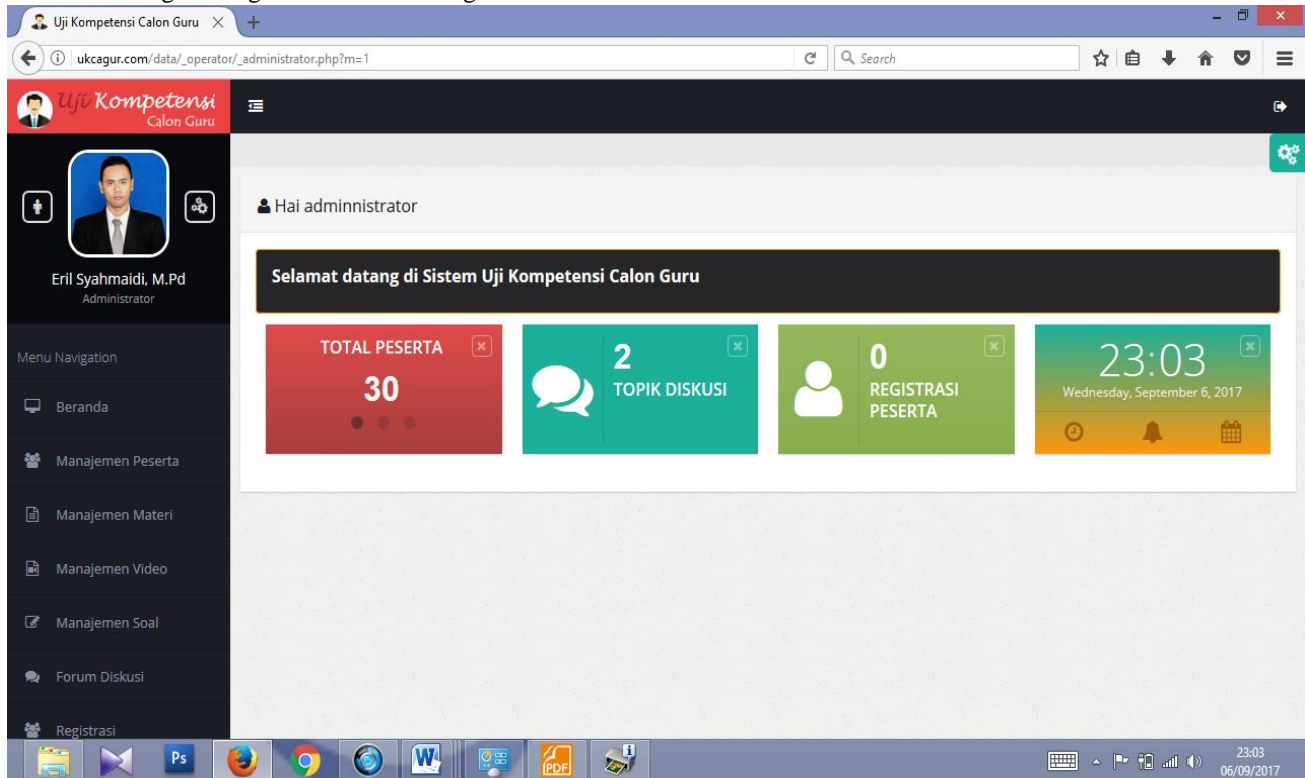 Uji Kompetensi Calon Guru
ukcagur.com/data/_operator/_administrator.php?m=1
Search
Uji Kompetensi
Calon Guru
Hai adminnistrator
Eril Syahmaidi, M.Pd
Administrator
Selamat datang di Sistem Uji Kompetensi Calon Guru
TOTAL PESERTA
30
2
TOPIK DISKUSI
0
REGISTRASI
PESERTA
23:03
Wednesday, September 6, 2017
Menu Navigation
Beranda
Manajemen Peserta
Manajemen Materi
Manajemen Video
Manajemen Soal
Forum Diskusi
Registrasi
Ps
W
PDF
23:03
06/09/2017